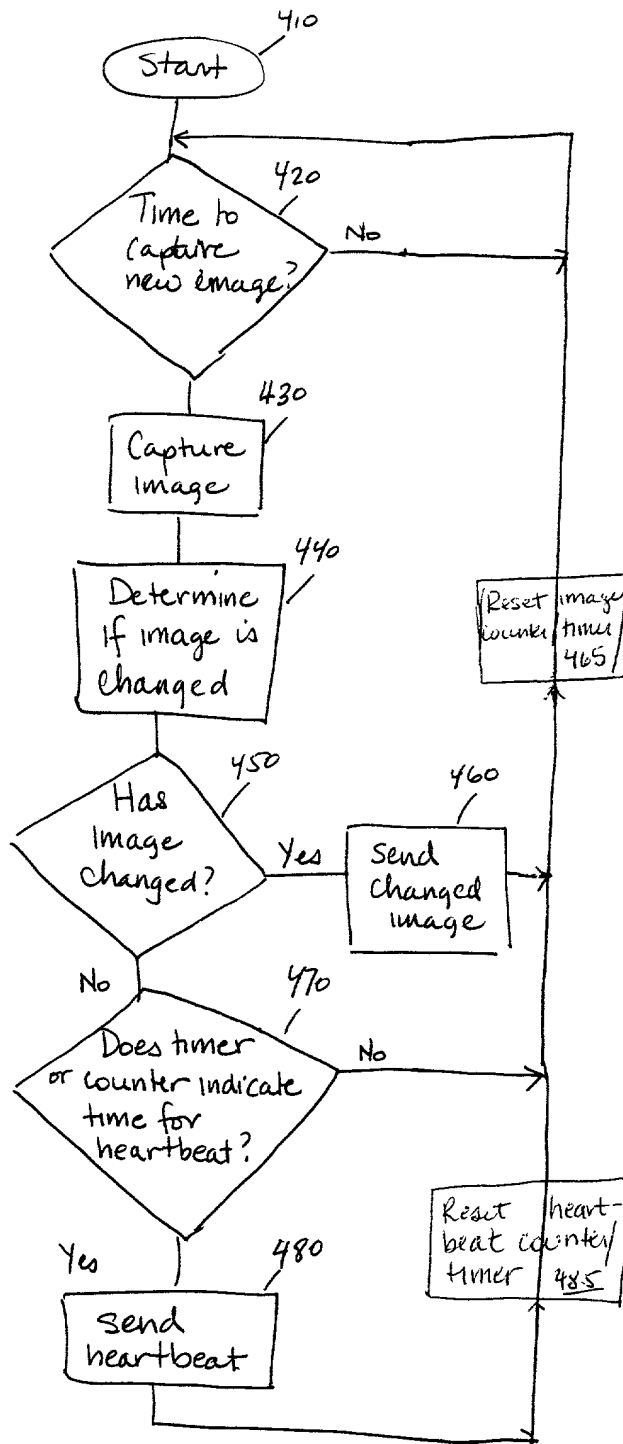 410
Start
420
Time to
capture
new image?
No
430
Capture
Image
440
Determine
If image is
changed
Reset image
counter/timer
465
450
Has
image
changed?
Yes
460
Send
changed
image
No
470
Does timer
or counter indicate
time for
heartbeat?
No
Reset heart-
beat counter/
timer 485
Yes
480
Send
heartbeat